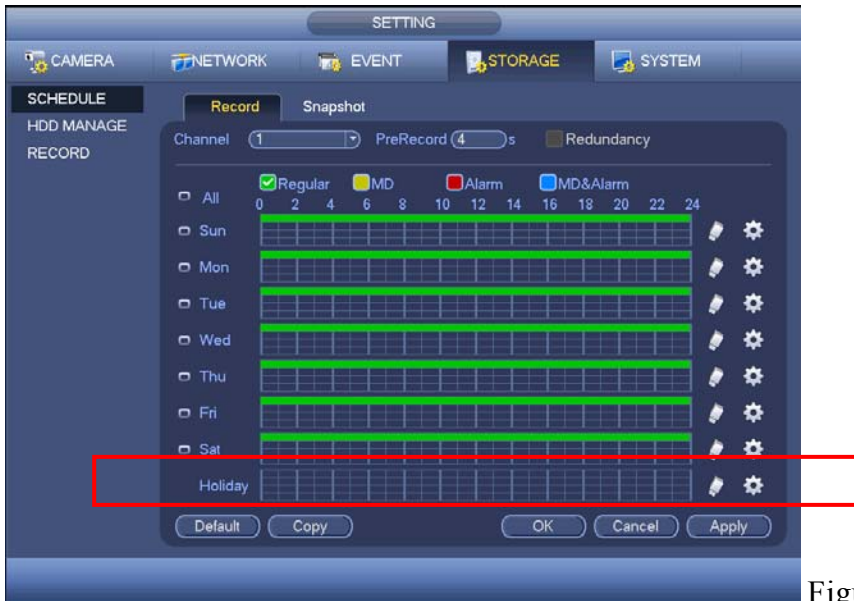 SETTING
CAMERA NETWORK EVENT STORAGE SYSTEM
SCHEDULE
HDD MANAGE
RECORD
Record Snapshot
Channel 1 PreRecord 4 s Redundancy
Regular MD Alarm MD&Alarm
All 0 2 4 6 8 10 12 14 16 18 20 22 24
Sun
Mon
Tue
Wed
Thu
Fri
Sat
Holiday
Default Copy OK Cancel Apply